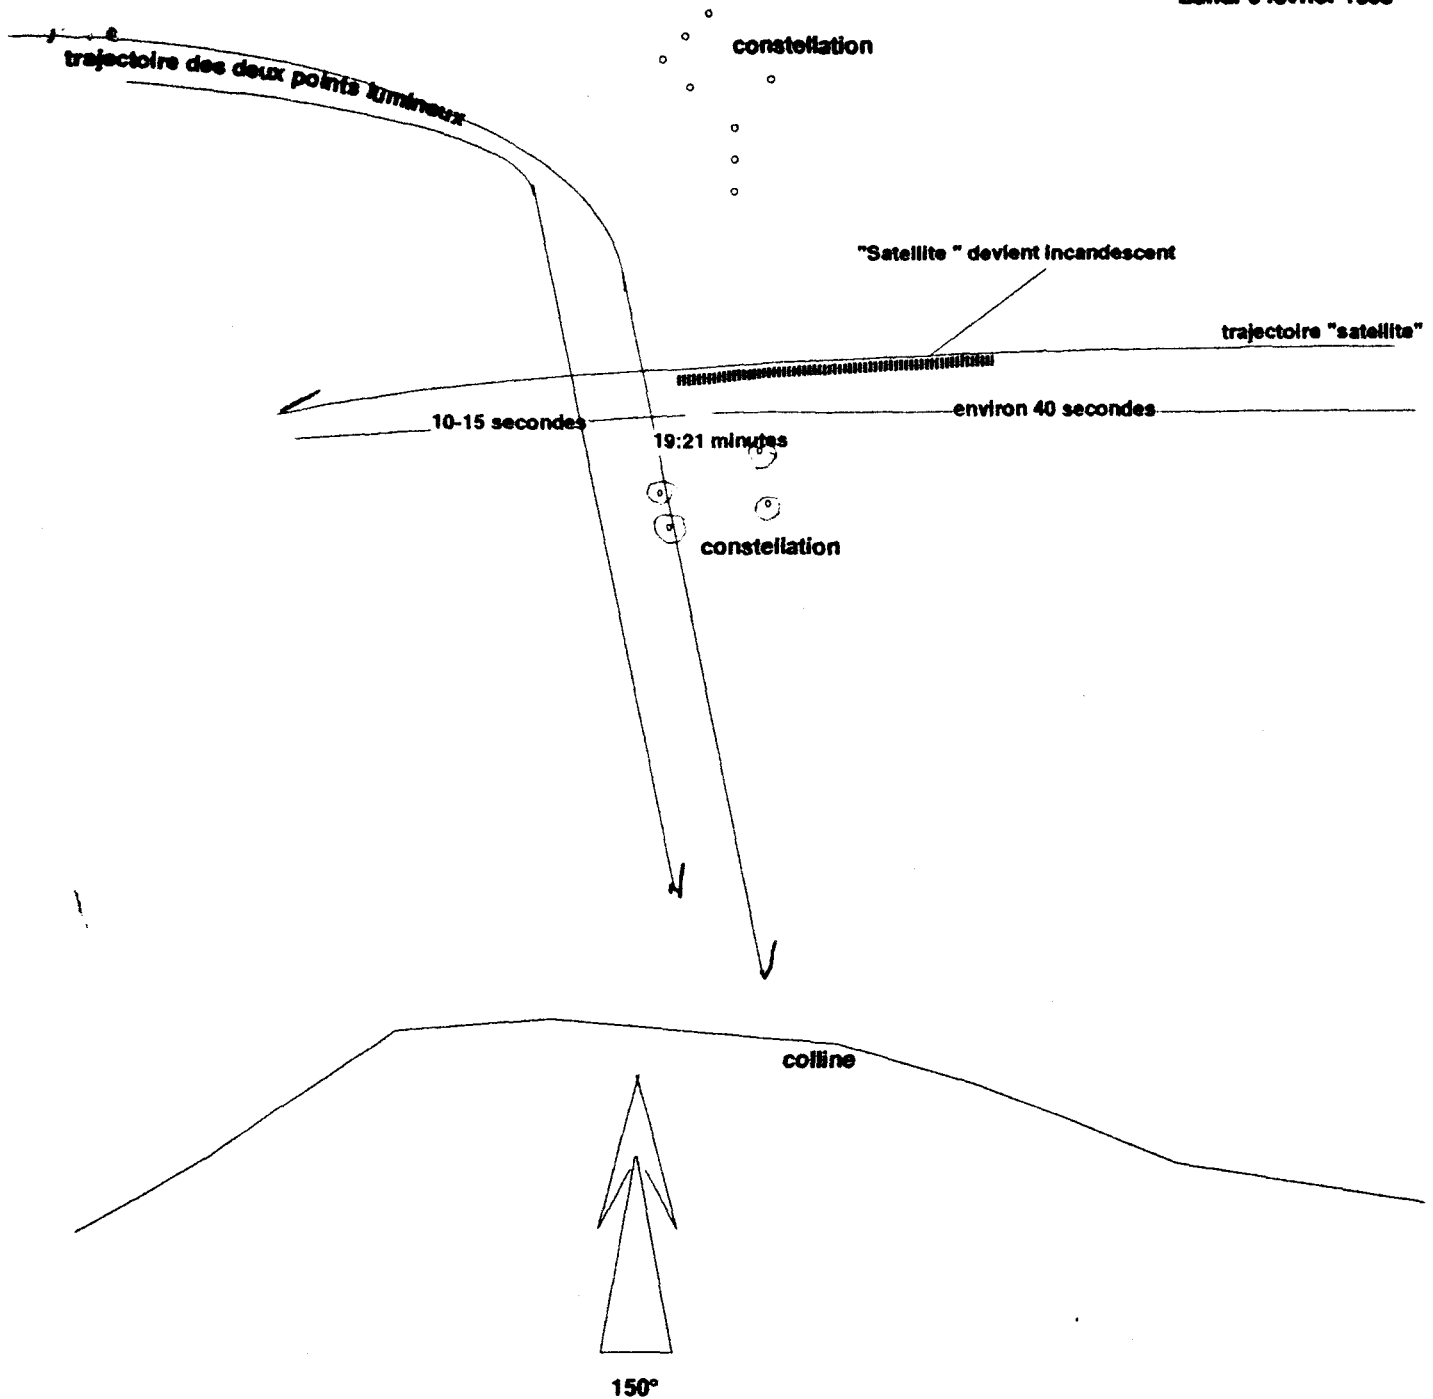 constellation
trajectoire des deux points lumineux
"Satellite " devient incandescent
trajectoire "satellite"
10-15 secondes
environ 40 secondes
19:21 minutes
constellation
colline
150°